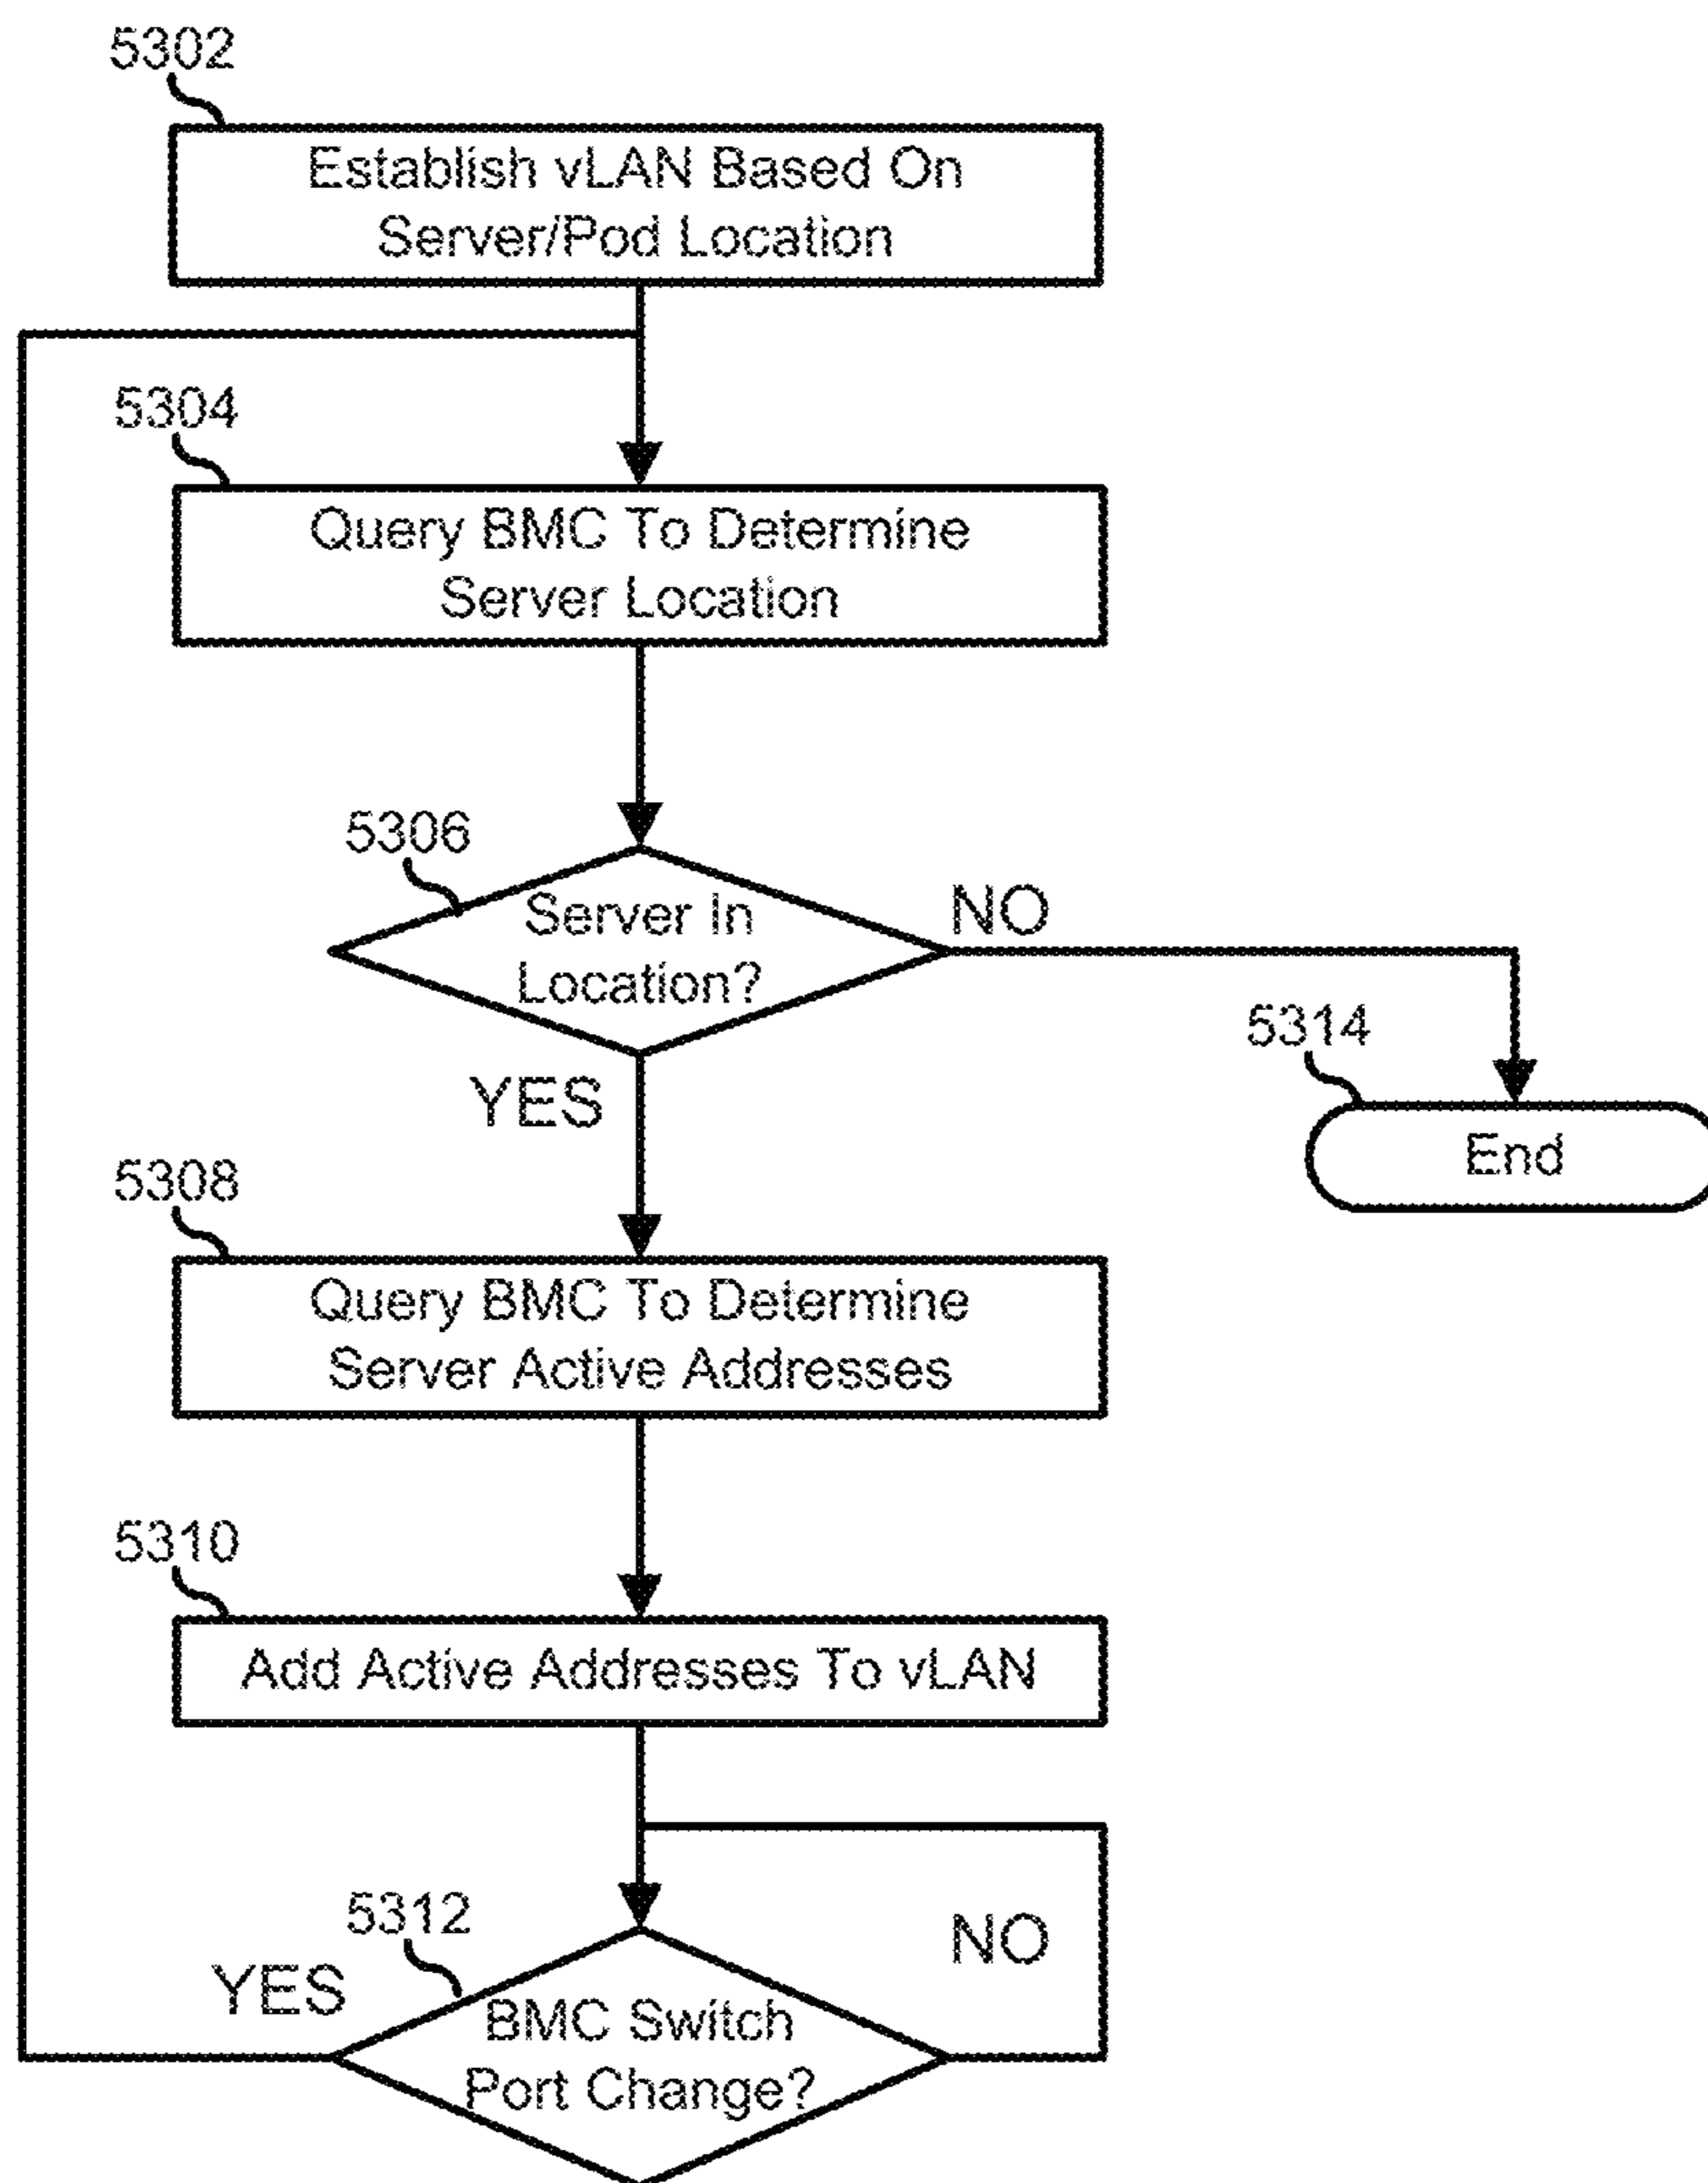 5302
Establish vLAN Based On
Server/Pod Location
5304
Query BMC To Determine
Server Location
5306
Server In
Location?
NO
YES
5314
End
5308
Query BMC To Determine
Server Active Addresses
5310
Add Active Addresses To vLAN
5312
NO
YES
BMC Switch
Port Change?